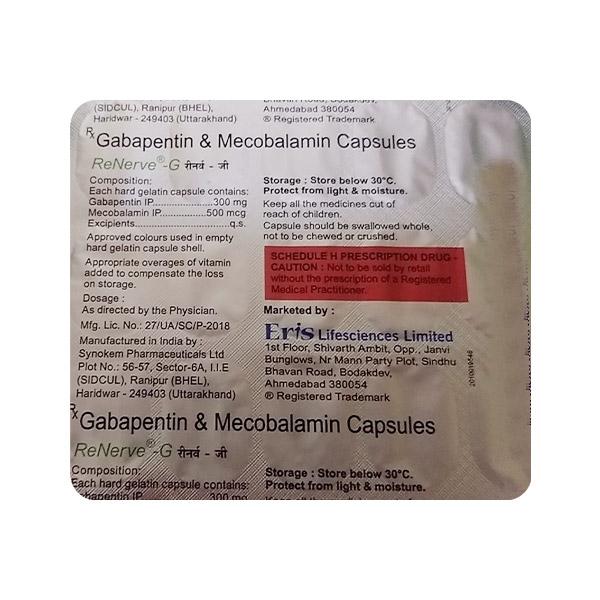 (SIDCUL), Ranipur (BHEL),
Haridwar - 249403 (Uttarakhand)
Bhavan Road, Bodakdev,
Ahmedabad 380054
® Registered Trademark
Rx Gabapentin & Mecobalamin Capsules
ReNerve®-G रीनर्व - जी
Composition:
Each hard gelatin capsule contains:
Gabapentin IP....................300 mg
Mecobalamin IP..................500 mcg
Excipients............................q.s.
Approved colours used in empty
hard gelatin capsule shell.
Appropriate overages of vitamin
added to compensate the loss
on storage.
Dosage :
As directed by the Physician.
Mfg. Lic. No.: 27/UA/SC/P-2018
Manufactured in India by :
Synokem Pharmaceuticals Ltd
Plot No.: 56-57, Sector-6A, I.I.E
(SIDCUL), Ranipur (BHEL),
Haridwar - 249403 (Uttarakhand)
Storage : Store below 30°C.
Protect from light & moisture.
Keep all the medicines out of
reach of children.
Capsule should be swallowed whole,
not to be chewed or crushed.
SCHEDULE H PRESCRIPTION DRUG -
CAUTION : Not to be sold by retail
without the prescription of a Registered
Medical Practitioner.
Marketed by :
Eris Lifesciences Limited
1st Floor, Shivarth Ambit, Opp., Janvi
Bunglows, Nr Mann Party Plot, Sindhu
Bhavan Road, Bodakdev,
Ahmedabad 380054
® Registered Trademark
Rx Gabapentin & Mecobalamin Capsules
ReNerve®-G रीनर्व - जी
Composition:
Each hard gelatin capsule contains:
Gabapentin IP....................300 mg
Storage : Store below 30°C.
Protect from light & moisture.